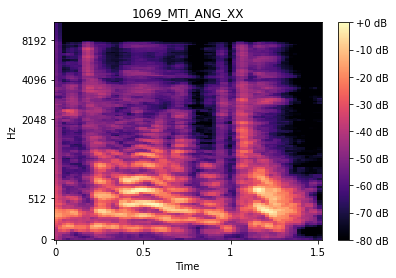 1069_MTI_ANG_XX
Hz
8192
4096
2048
1024
512
0
0
0.5
1
1.5
Time
+0 dB
-10 dB
-20 dB
-30 dB
-40 dB
-50 dB
-60 dB
-70 dB
-80 dB